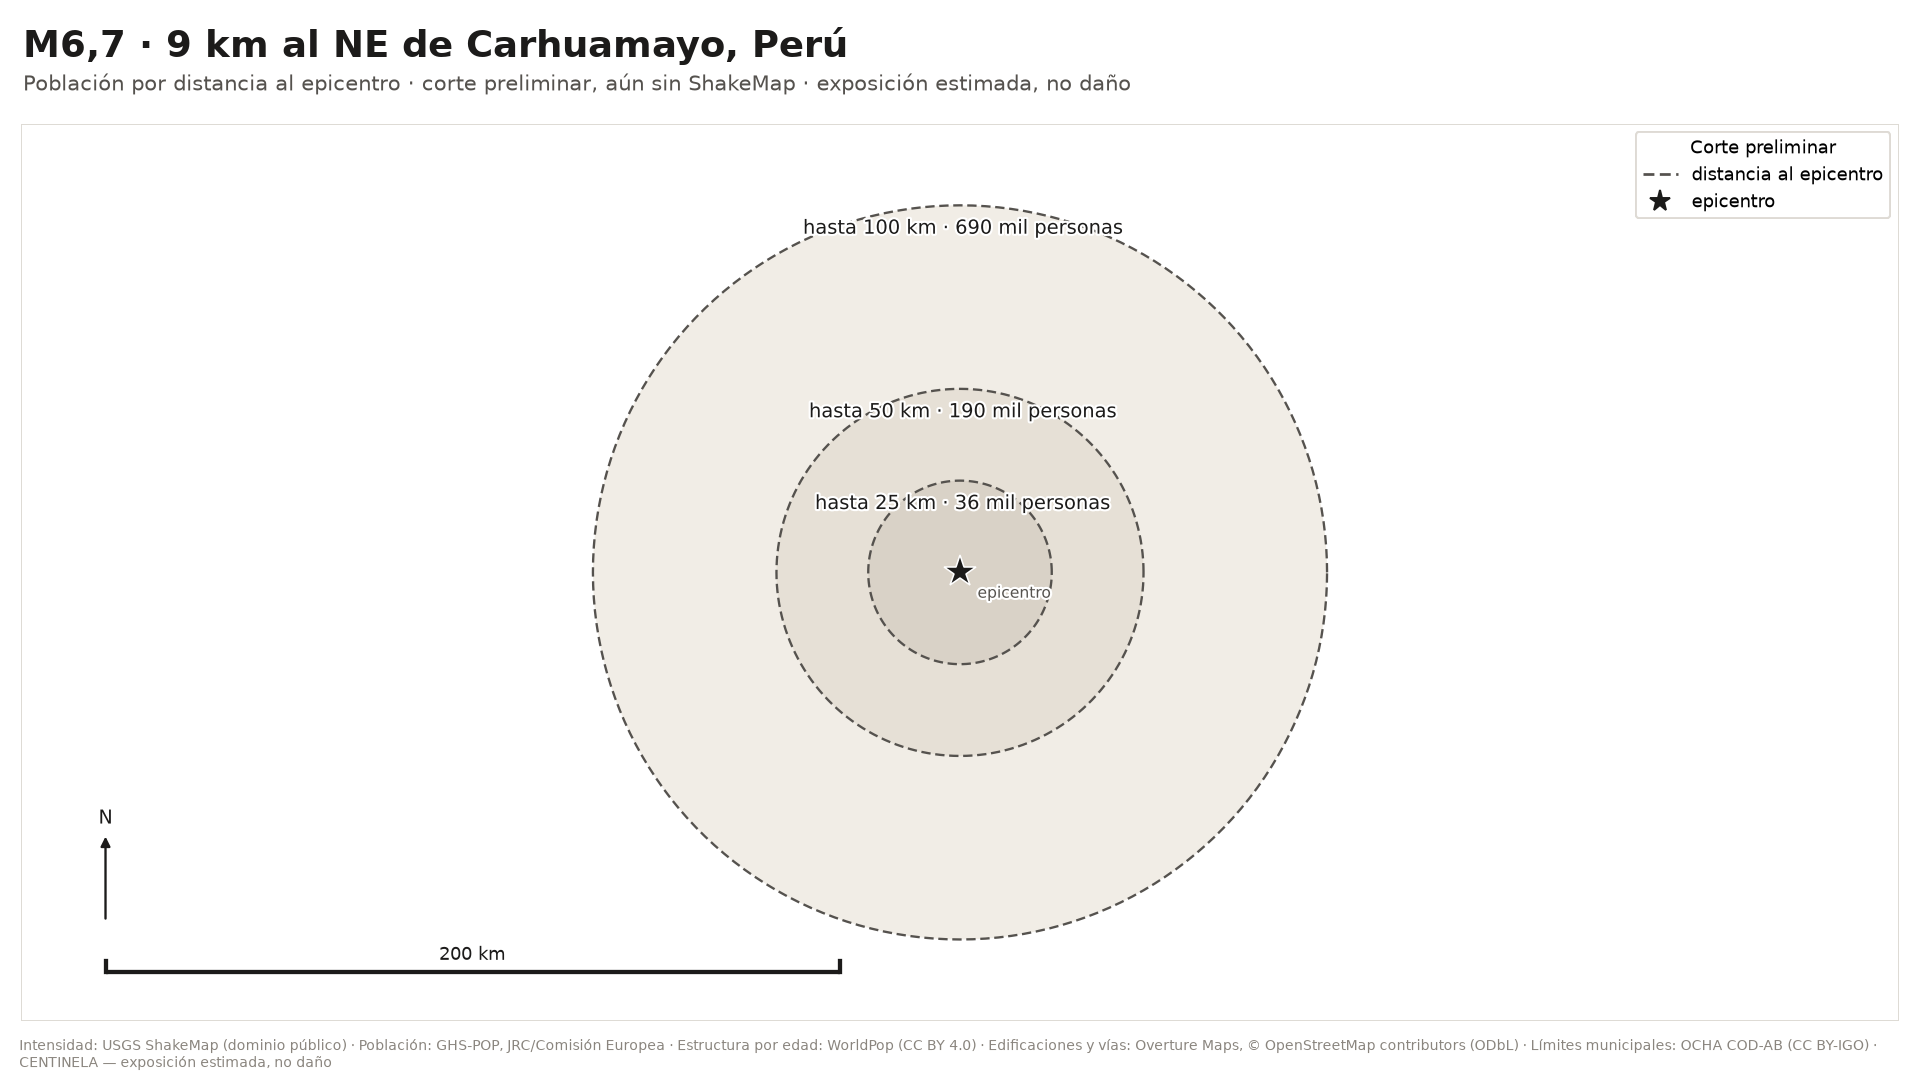 M6,7 · 9 km al NE de Carhuamayo, Perú
Población por distancia al epicentro · corte preliminar, aún sin ShakeMap · exposición estimada, no daño
Corte preliminar
distancia al epicentro
epicentro
hasta 100 km · 690 mil personas
hasta 50 km · 190 mil personas
hasta 25 km · 36 mil personas
epicentro
N
200 km
Intensidad: USGS ShakeMap (dominio público) · Población: GHS-POP, JRC/Comisión Europea · Estructura por edad: WorldPop (CC BY 4.0) · Edificaciones y vías: Overture Maps, © OpenStreetMap contributors (ODbL) · Límites municipales: OCHA COD-AB (CC BY-IGO) ·
CENTINELA — exposición estimada, no daño